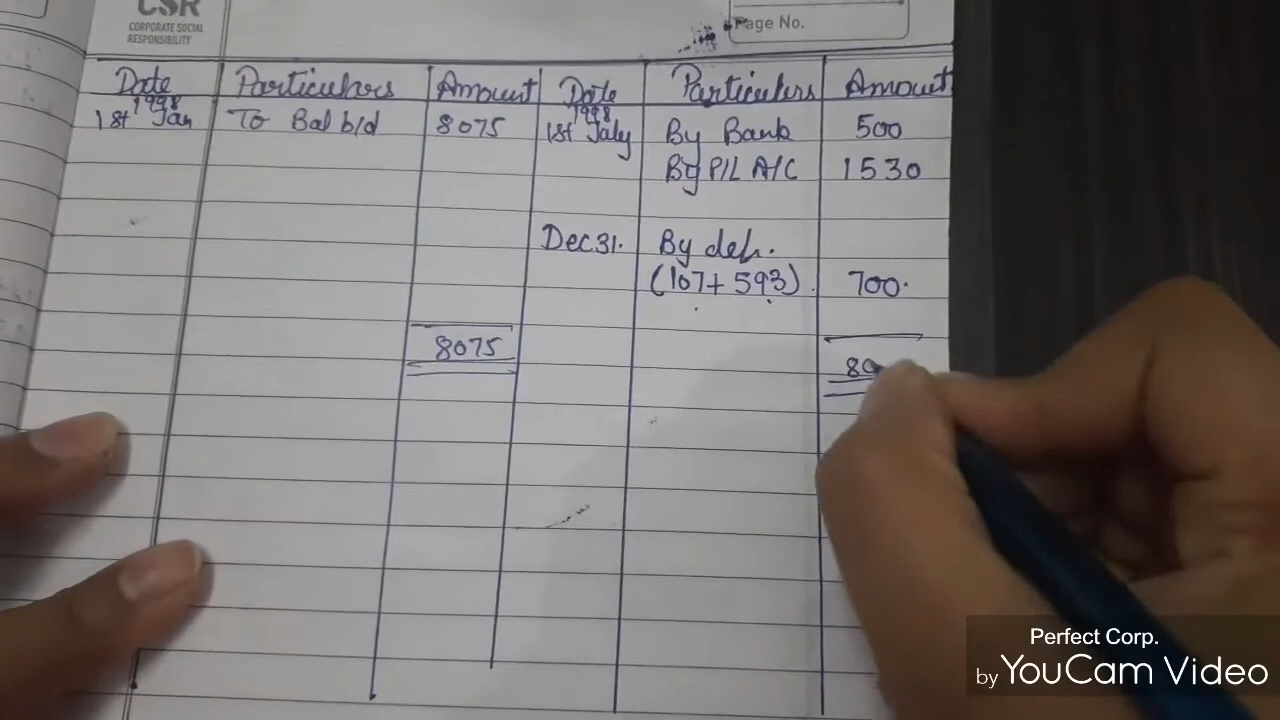 CSR
CORPORATE SOCIAL
RESPONSIBILITY
Page No.
Date Particulars Amount Date Particulars Amount
1998 1998
1st Jan To Bal b/d 8075 1st July By Bank 500
By P/L A/C 1530
Dec 31. By deh.
(107+ 593). 700.
8075
80
Perfect Corp.
by YouCam Video